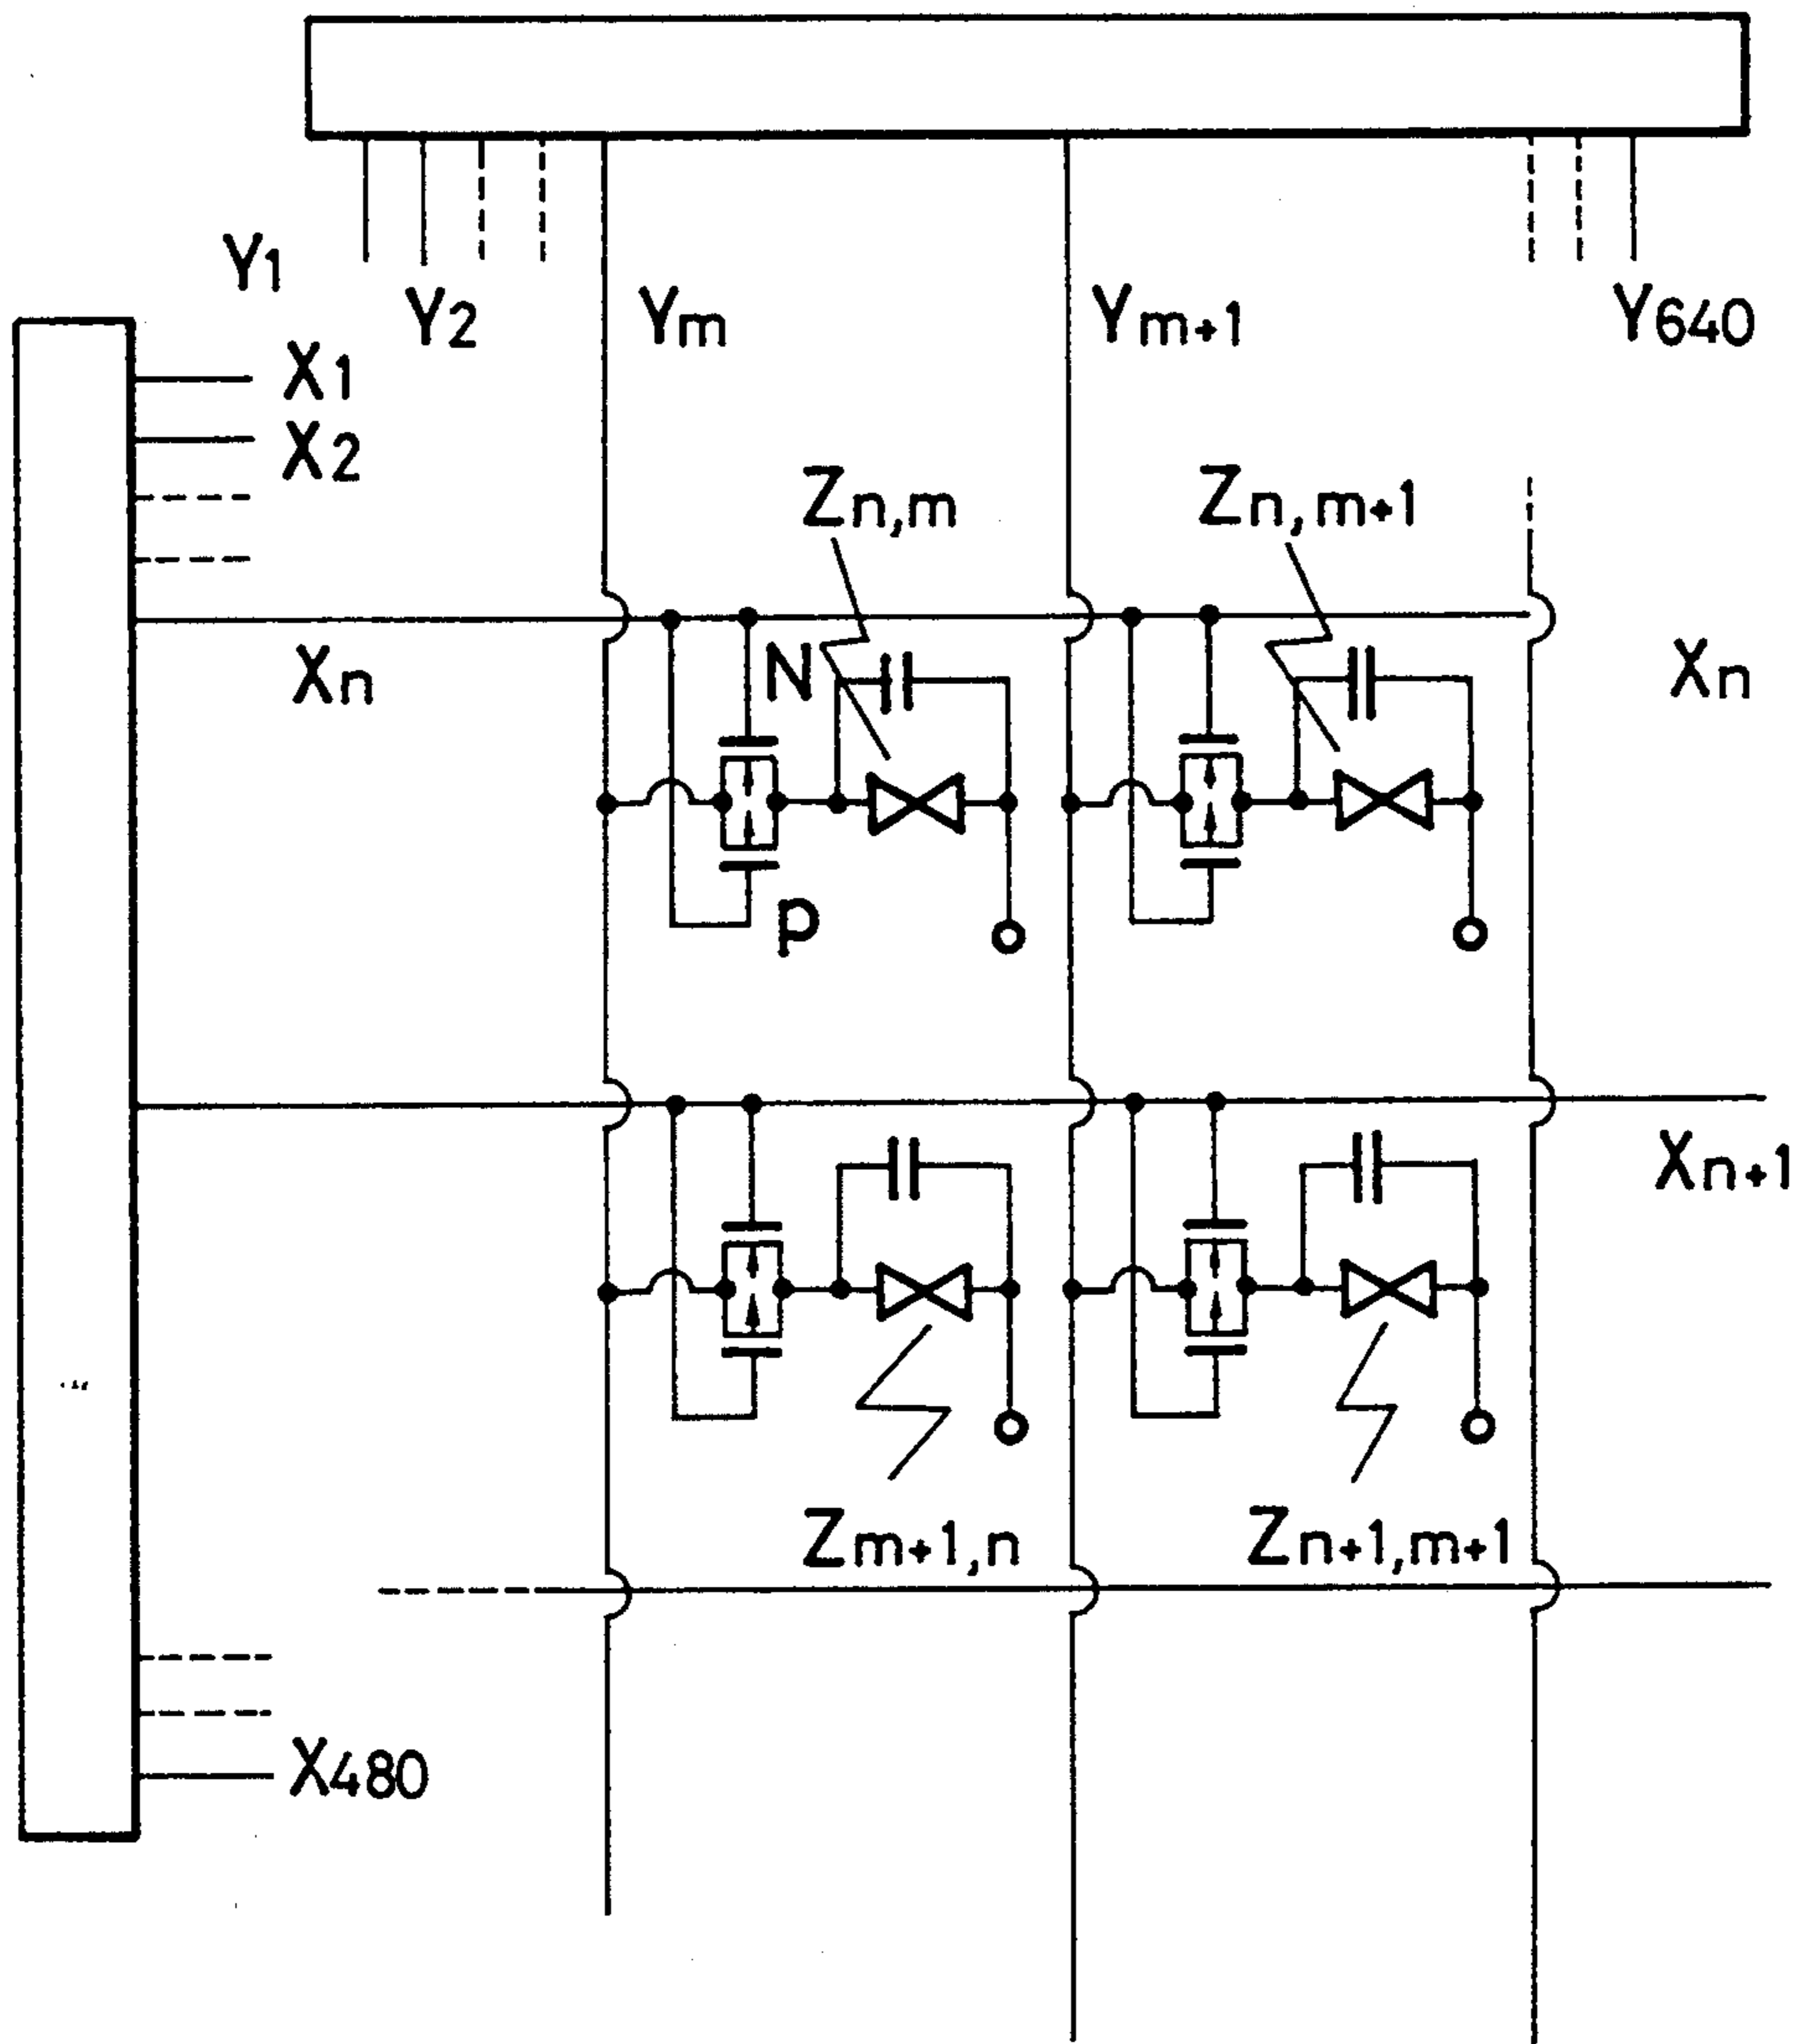 Y1
Y2
Ym
Ym+1
Y640
X1
X2
Zn,m
Zn,m+1
Xn
N
Xn
P
Xn+1
Zm+1,n
Zn+1,m+1
X480